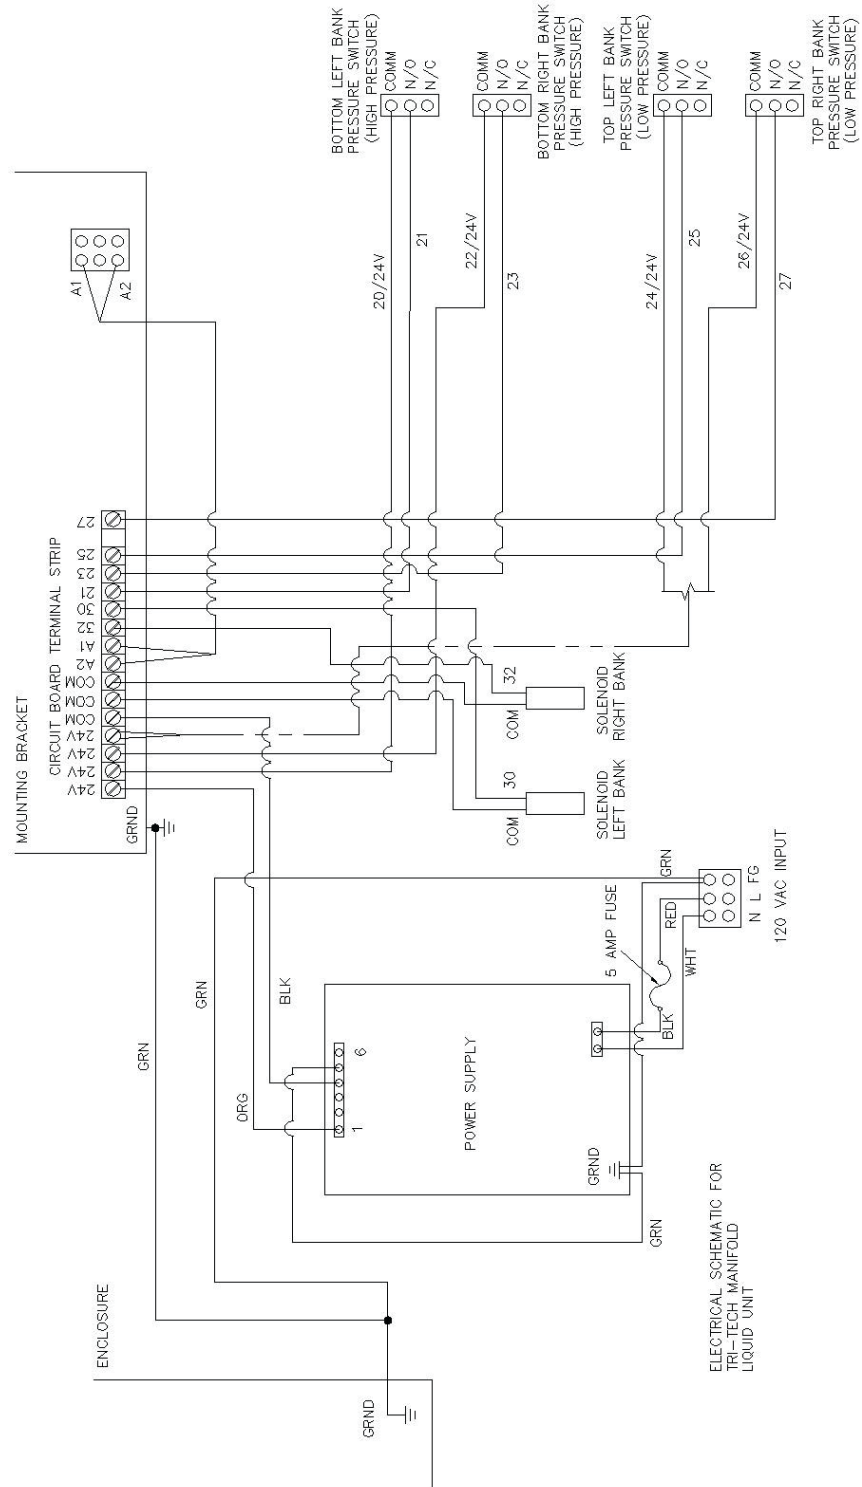 ENCLOSURE
GRND
GRN
GRN
MOUNTING BRACKET
CIRCUIT BOARD TERMINAL STRIP
GRND
24V
24V
24V
24V
COM
COM
COM
A2
A1
32
30
21
23
25
27
A1
A2
ORG
BLK
1
6
POWER SUPPLY
GRND
GRN
BLK
5 AMP FUSE
RED
WHT
GRN
N L FG
120 VAC INPUT
COM
30
SOLENOID
LEFT BANK
COM
32
SOLENOID
RIGHT BANK
20/24V
21
22/24V
23
24/24V
25
26/24V
27
BOTTOM LEFT BANK
PRESSURE SWITCH
(HIGH PRESSURE)
COMM
N/O
N/C
BOTTOM RIGHT BANK
PRESSURE SWITCH
(HIGH PRESSURE)
COMM
N/O
N/C
TOP LEFT BANK
PRESSURE SWITCH
(LOW PRESSURE)
COMM
N/O
N/C
TOP RIGHT BANK
PRESSURE SWITCH
(LOW PRESSURE)
COMM
N/O
N/C
ELECTRICAL SCHEMATIC FOR
TRI-TECH MANIFOLD
LIQUID UNIT